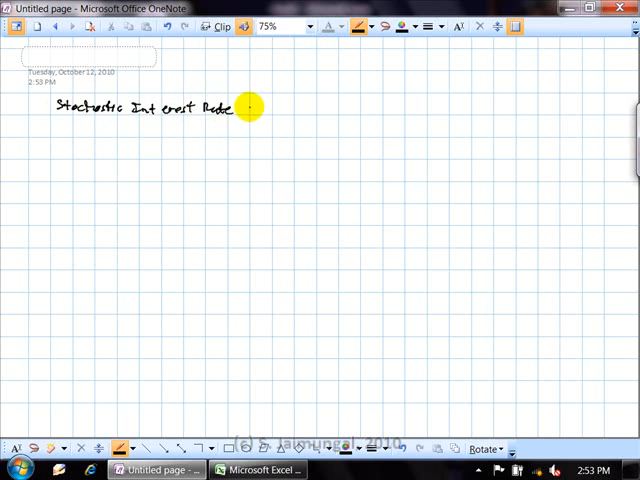 Untitled page - Microsoft Office OneNote
Clip
75%
A
Tuesday, October 12, 2010
2:53 PM
Stochastic Interest Rate
(c) S. Jaimungal, 2010
Rotate
Untitled page - ...
Microsoft Excel ...
2:53 PM